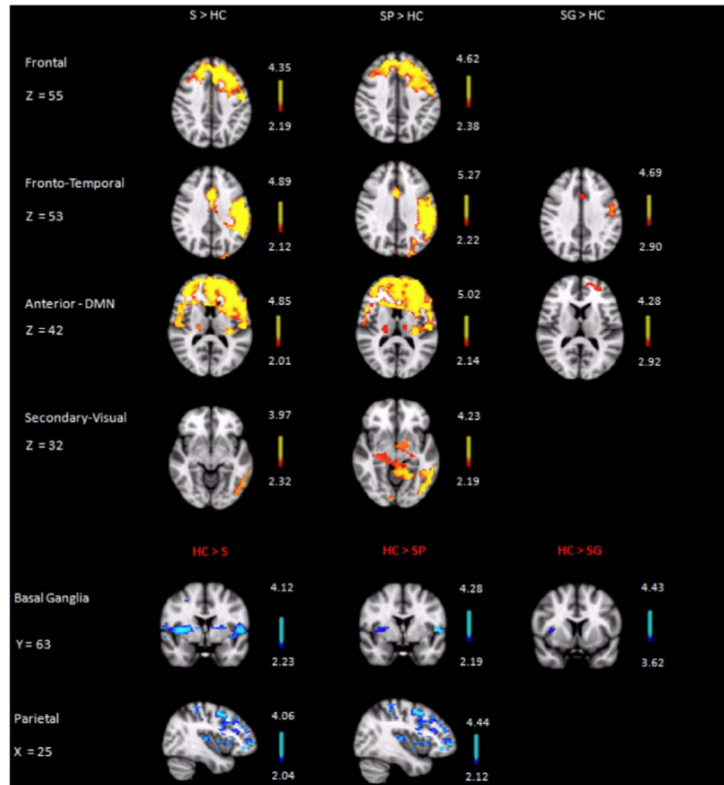 S > HC SP > HC SG > HC
Frontal
Z = 55
4.35
2.19
4.62
2.38
Fronto-Temporal
Z = 53
4.89
2.12
5.27
2.22
4.69
2.90
Anterior - DMN
Z = 42
4.85
2.01
5.02
2.14
4.28
2.92
Secondary-Visual
Z = 32
3.97
2.32
4.23
2.19
HC > S HC > SP HC > SG
Basal Ganglia
Y = 63
4.12
2.23
4.28
2.19
4.43
3.62
Parietal
X = 25
4.06
2.04
4.44
2.12